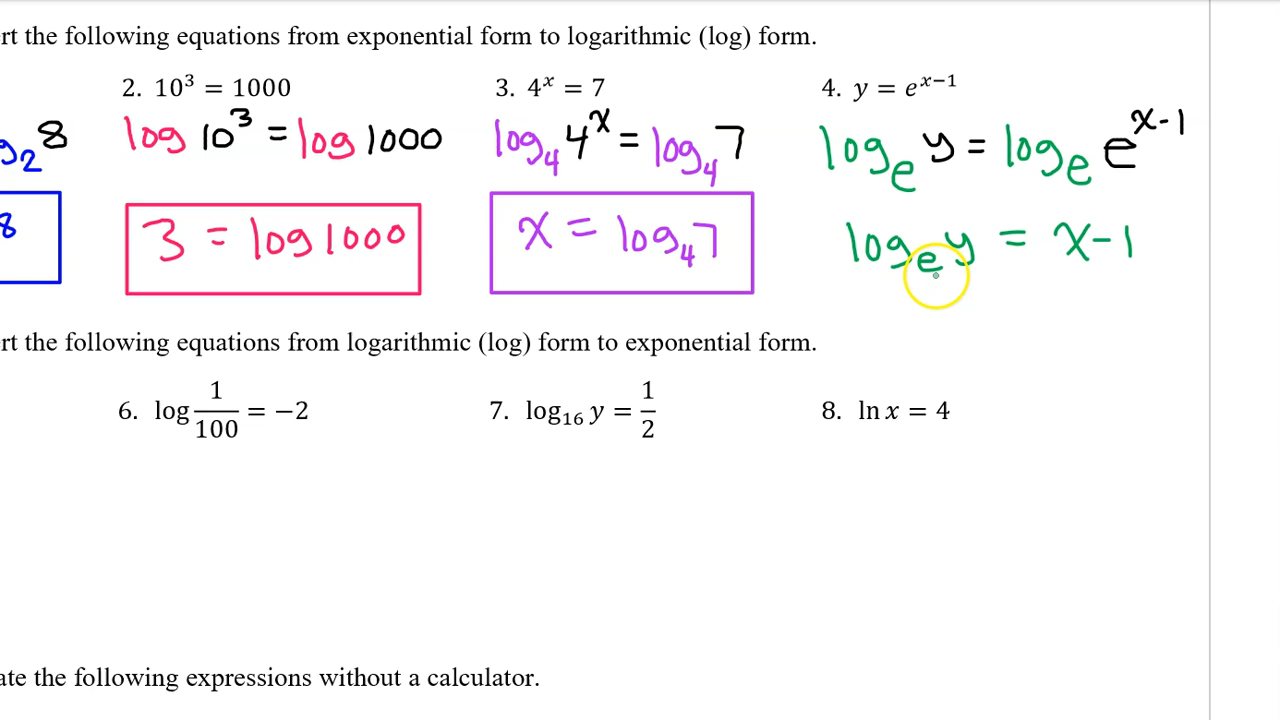 rt the following equations from exponential form to logarithmic (log) form.
2. 10³ = 1000 3. 4ˣ = 7 4. y = eˣ⁻¹
8 log 10³ = log 1000 log₄ 4ˣ = log₄ 7 logₑ y = logₑ eˣ⁻¹
8 3 = log 1000 x = log₄ 7 logₑ y = x-1
rt the following equations from logarithmic (log) form to exponential form.
6. log 1/100 = −2 7. log₁₆ y = 1/2 8. ln x = 4
ate the following expressions without a calculator.